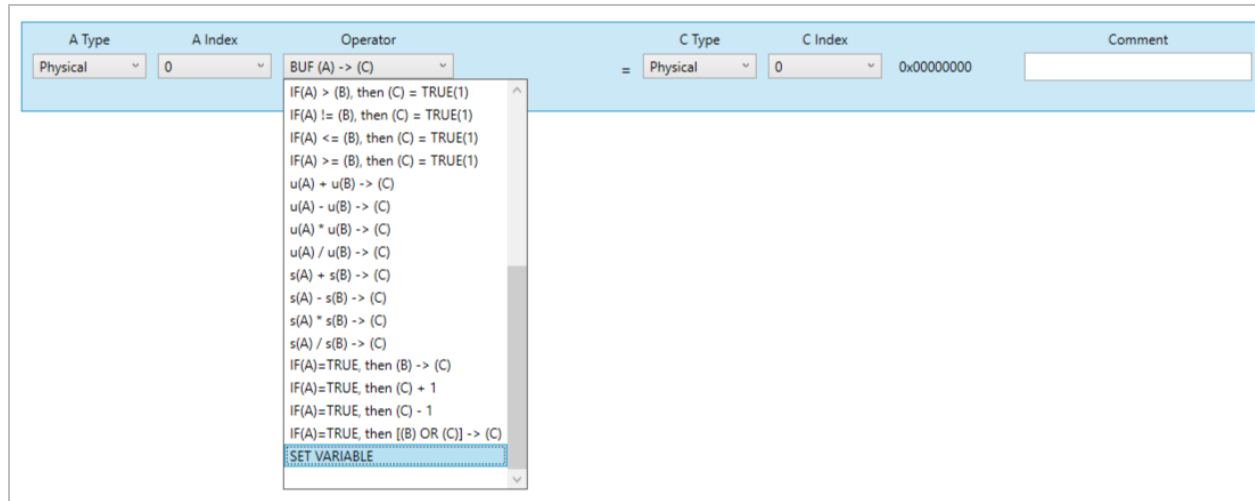 A Type A Index Operator C Type C Index Comment
Physical 0 BUF (A) -> (C) = Physical 0 0x00000000
IF(A) > (B), then (C) = TRUE(1)
IF(A) != (B), then (C) = TRUE(1)
IF(A) <= (B), then (C) = TRUE(1)
IF(A) >= (B), then (C) = TRUE(1)
u(A) + u(B) -> (C)
u(A) - u(B) -> (C)
u(A) * u(B) -> (C)
u(A) / u(B) -> (C)
s(A) + s(B) -> (C)
s(A) - s(B) -> (C)
s(A) * s(B) -> (C)
s(A) / s(B) -> (C)
IF(A)=TRUE, then (B) -> (C)
IF(A)=TRUE, then (C) + 1
IF(A)=TRUE, then (C) - 1
IF(A)=TRUE, then [(B) OR (C)] -> (C)
SET VARIABLE